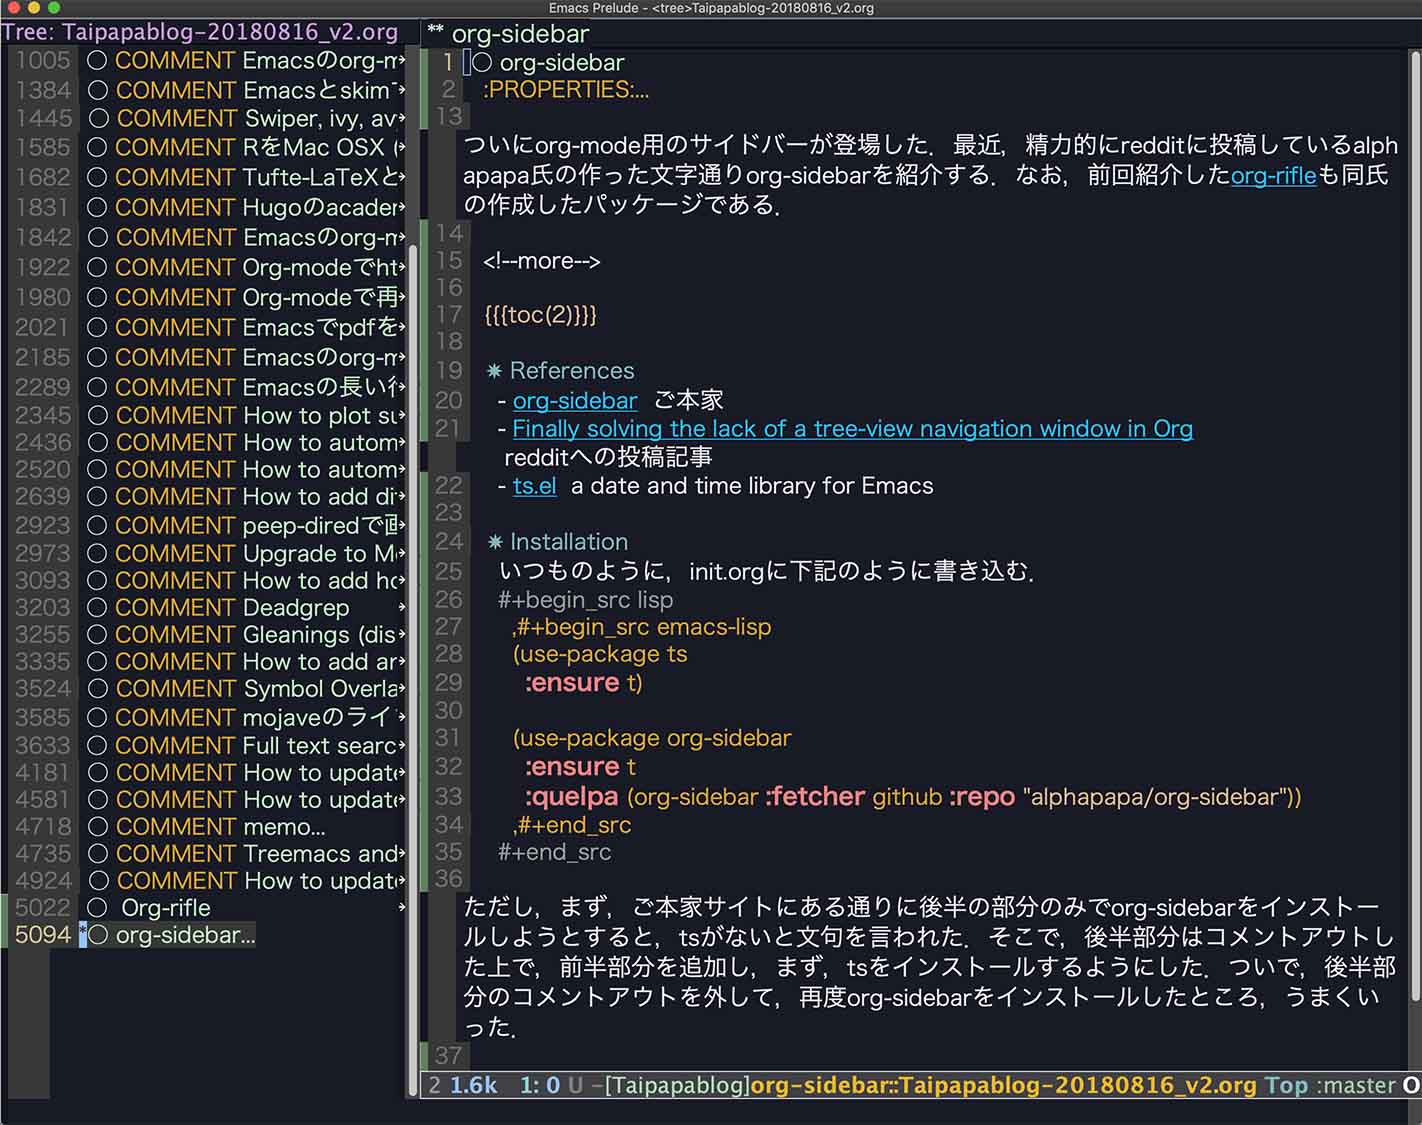 Emacs Prelude - <tree>Taipapablog-20180816_v2.org
Tree: Taipapablog-20180816_v2.org
1005 ○ COMMENT Emacsのorg-m
1384 ○ COMMENT Emacsとskim
1445 ○ COMMENT Swiper, ivy, av
1585 ○ COMMENT RをMac OSX (
1682 ○ COMMENT Tufte-LaTeXと
1831 ○ COMMENT Hugoのacader
1842 ○ COMMENT Emacsのorg-m
1922 ○ COMMENT Org-modeでht
1980 ○ COMMENT Org-modeで再
2021 ○ COMMENT Emacsでpdfを
2185 ○ COMMENT Emacsのorg-m
2289 ○ COMMENT Emacsの長い行
2345 ○ COMMENT How to plot su
2436 ○ COMMENT How to autom
2520 ○ COMMENT How to autom
2639 ○ COMMENT How to add di
2923 ○ COMMENT peep-diredで画
2973 ○ COMMENT Upgrade to Mo
3093 ○ COMMENT How to add ho
3203 ○ COMMENT Deadgrep
3255 ○ COMMENT Gleanings (dis
3335 ○ COMMENT How to add ar
3524 ○ COMMENT Symbol Overla
3585 ○ COMMENT mojaveのライ
3633 ○ COMMENT Full text searc
4181 ○ COMMENT How to update
4581 ○ COMMENT How to update
4718 ○ COMMENT memo...
4735 ○ COMMENT Treemacs and
4924 ○ COMMENT How to update
5022 ○ Org-rifle
5094 *○ org-sidebar...
** org-sidebar
1 ○ org-sidebar
2 :PROPERTIES:...
13
ついにorg-mode用のサイドバーが登場した．最近，精力的にredditに投稿しているalph
apapa氏の作った文字通りorg-sidebarを紹介する．なお，前回紹介したorg-rifleも同氏
の作成したパッケージである．
14
15 <!--more-->
16
17 {{{toc(2)}}}
18
19 ✷ References
20 - org-sidebar ご本家
21 - Finally solving the lack of a tree-view navigation window in Org
redditへの投稿記事
22 - ts.el a date and time library for Emacs
23
24 ✷ Installation
25 いつものように，init.orgに下記のように書き込む．
26 #+begin_src lisp
27 ,#+begin_src emacs-lisp
28 (use-package ts
29 :ensure t)
30
31 (use-package org-sidebar
32 :ensure t
33 :quelpa (org-sidebar :fetcher github :repo "alphapapa/org-sidebar"))
34 ,#+end_src
35 #+end_src
36
ただし，まず，ご本家サイトにある通りに後半の部分のみでorg-sidebarをインストー
ルしようとすると，tsがないと文句を言われた．そこで，後半部分はコメントアウトし
た上で，前半部分を追加し，まず，tsをインストールするようにした．ついで，後半部
分のコメントアウトを外して，再度org-sidebarをインストールしたところ，うまくい
った．
37
2 1.6k 1: 0 U -[Taipapablog]org-sidebar::Taipapablog-20180816_v2.org Top :master O